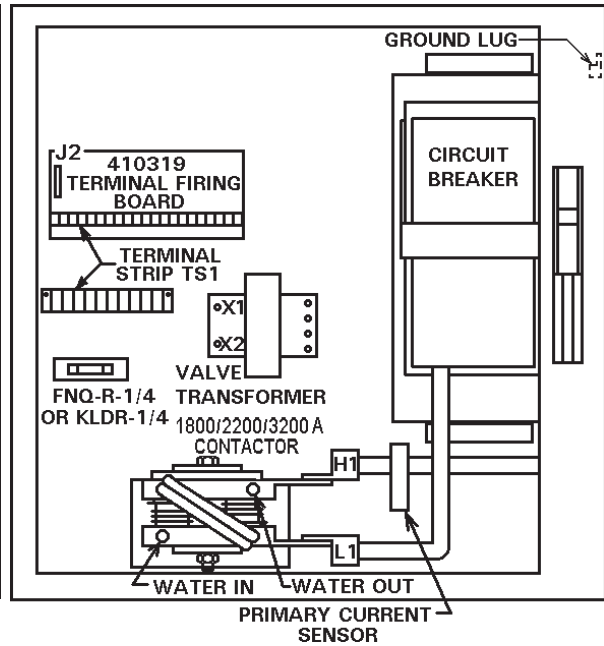 GROUND LUG
J2
410319
TERMINAL FIRING
BOARD
CIRCUIT
BREAKER
TERMINAL
STRIP TS1
X1
X2
VALVE
TRANSFORMER
FNQ-R-1/4
OR KLDR-1/4
1800/2200/3200 A
CONTACTOR
H1
L1
WATER IN
WATER OUT
PRIMARY CURRENT
SENSOR